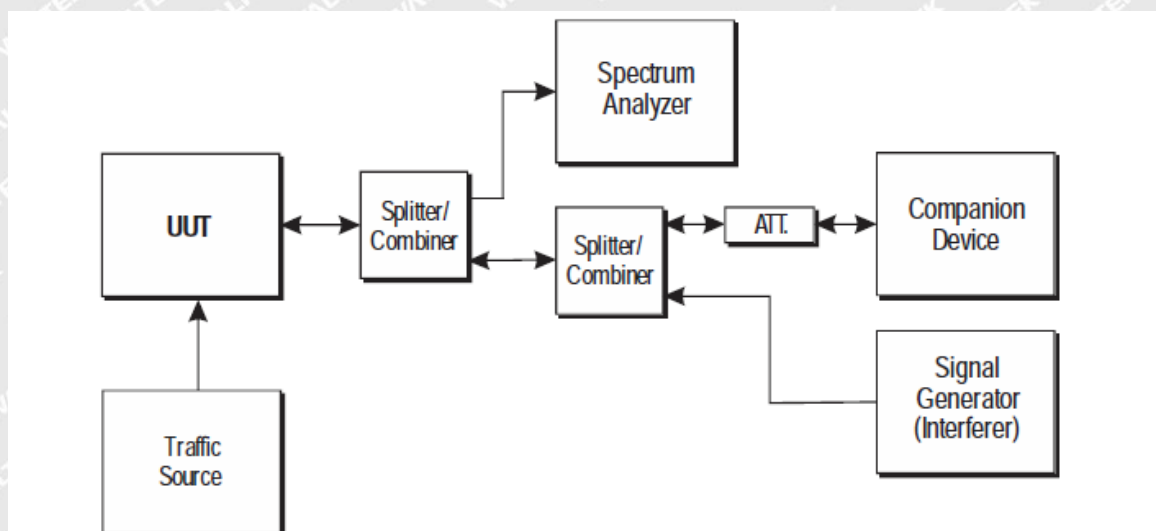 Spectrum
Analyzer
UUT
Splitter/
Combiner
Splitter/
Combiner
ATT.
Companion
Device
Signal
Generator
(Interferer)
Traffic
Source